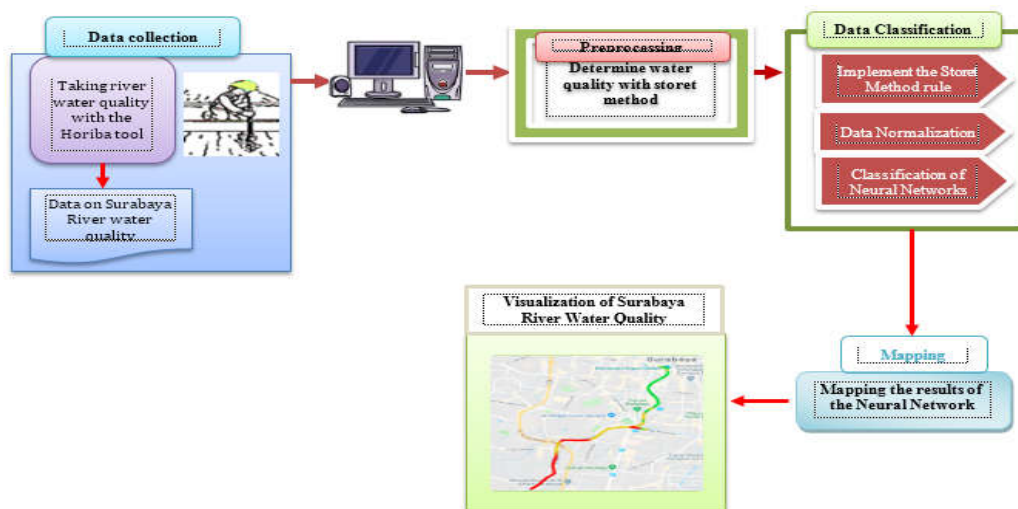 Data collection
Taking river
water quality
with the
Horiba tool
Data on Surabaya
River water
quality
Preprocessing
Determine water
quality with storet
method
Data Classification
Implement the Storet
Method rule
Data Normalization
Classification of
Neural Networks
Mapping
Mapping the results of
the Neural Network
Visualization of Surabaya
River Water Quality
Surabaya